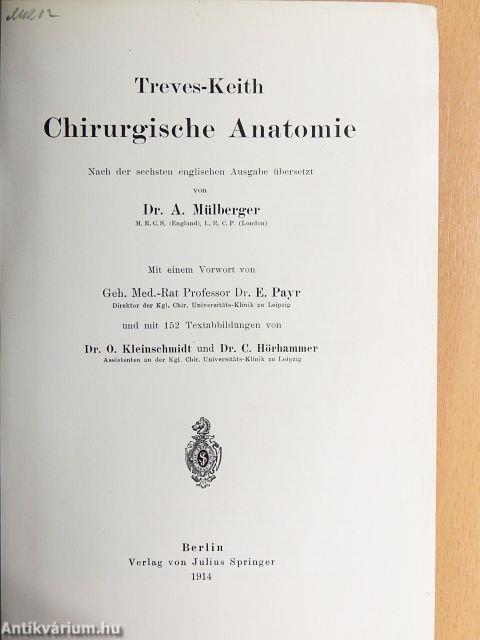 Treves-Keith
Chirurgische Anatomie
Nach der sechsten englischen Ausgabe übersetzt
von
Dr. A. Mülberger
M. R. C. S. (England), L. R. C. P. (London)
Mit einem Vorwort von
Geh. Med.-Rat Professor Dr. E. Payr
Direktor der Kgl. Chir. Universitäts-Klinik zu Leipzig
und mit 152 Textabbildungen von
Dr. O. Kleinschmidt und Dr. C. Hörhammer
Assistenten an der Kgl. Chir. Universitäts-Klinik zu Leipzig
Berlin
Verlag von Julius Springer
1914
Antikvárium.hu